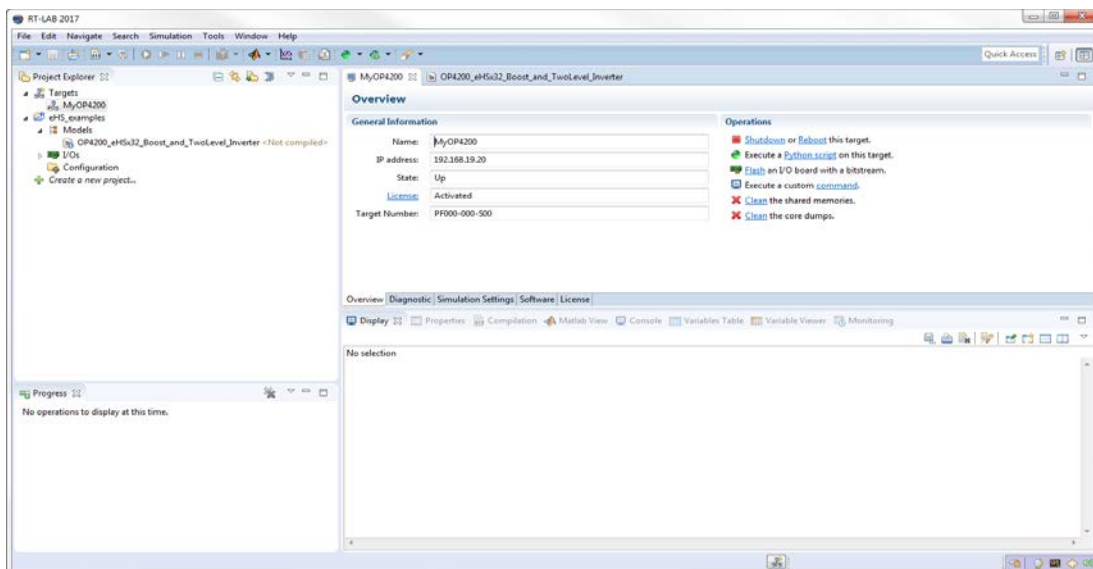 RT-LAB 2017
File Edit Navigate Search Simulation Tools Window Help
Quick Access
Project Explorer
Targets
MyOP4200
eHS_examples
Models
OP4200_eHSx32_Boost_and_TwoLevel_Inverter <Not compiled>
I/Os
Configuration
Create a new project...
Progress
No operations to display at this time.
MyOP4200 OP4200_eHSx32_Boost_and_TwoLevel_Inverter
Overview
General Information
Name: MyOP4200
IP address: 192.168.19.20
State: Up
License: Activated
Target Number: PF000-000-S00
Operations
Shutdown or Reboot this target.
Execute a Python script on this target.
Flash an I/O board with a bitstream.
Execute a custom command.
Clean the shared memories.
Clean the core dumps.
Overview Diagnostic Simulation Settings Software License
Display Properties Compilation Matlab View Console Variables Table Variable Viewer Monitoring
No selection